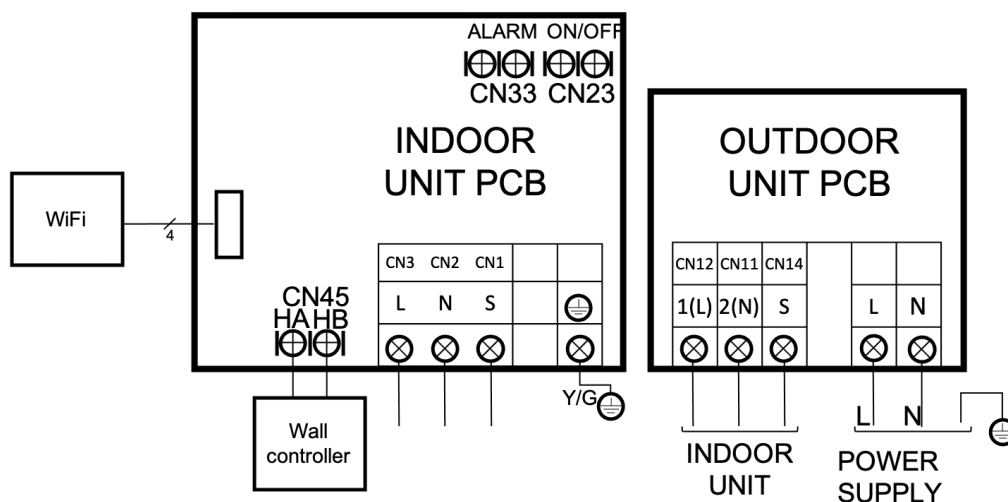 ALARM ON/OFF
CN33 CN23
INDOOR
UNIT PCB
WiFi
4
CN3 CN2 CN1
L N S
CN45
HA HB
Y/G
Wall
controller
OUTDOOR
UNIT PCB
CN12 CN11 CN14
1(L) 2(N) S L N
L N
INDOOR
UNIT
POWER
SUPPLY